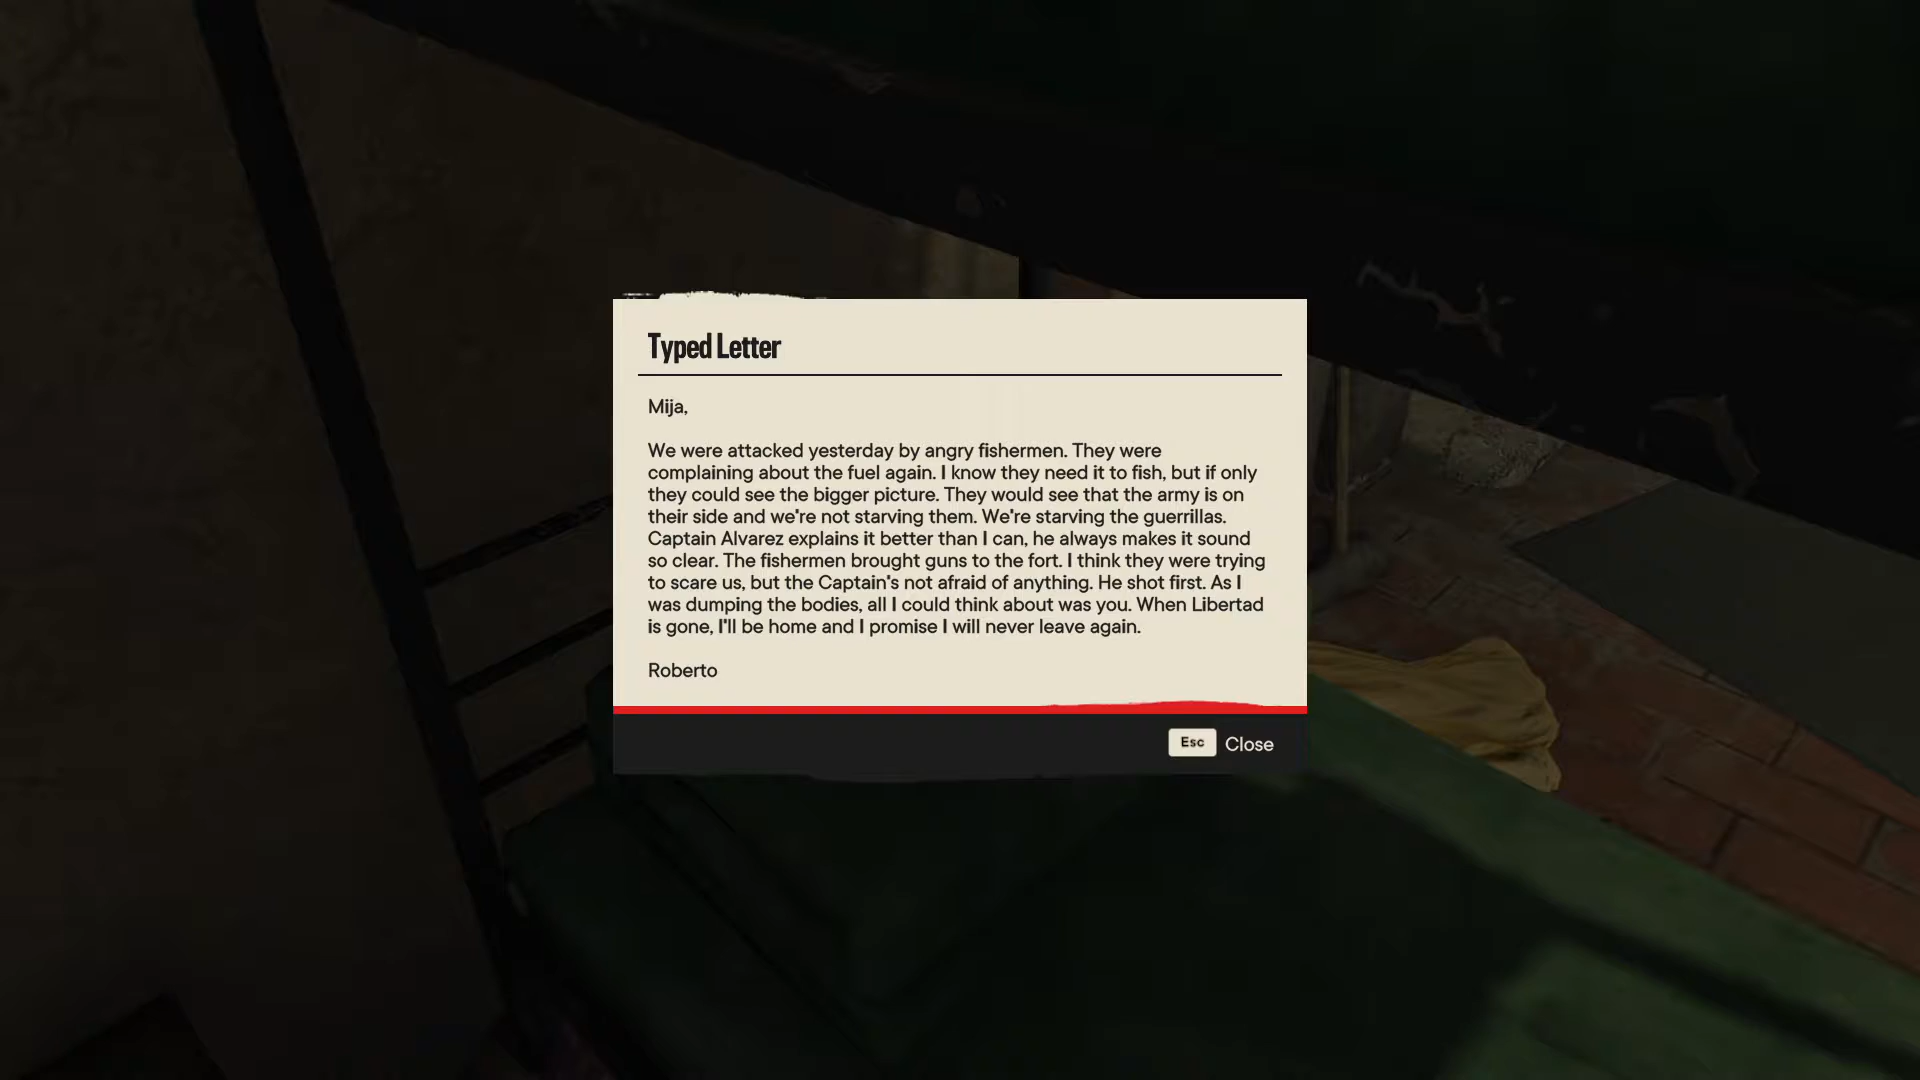 Typed Letter
Mija,
We were attacked yesterday by angry fishermen. They were
complaining about the fuel again. I know they need it to fish, but if only
they could see the bigger picture. They would see that the army is on
their side and we're not starving them. We're starving the guerrillas.
Captain Alvarez explains it better than I can, he always makes it sound
so clear. The fishermen brought guns to the fort. I think they were trying
to scare us, but the Captain's not afraid of anything. He shot first. As I
was dumping the bodies, all I could think about was you. When Libertad
is gone, I'll be home and I promise I will never leave again.
Roberto
Esc Close